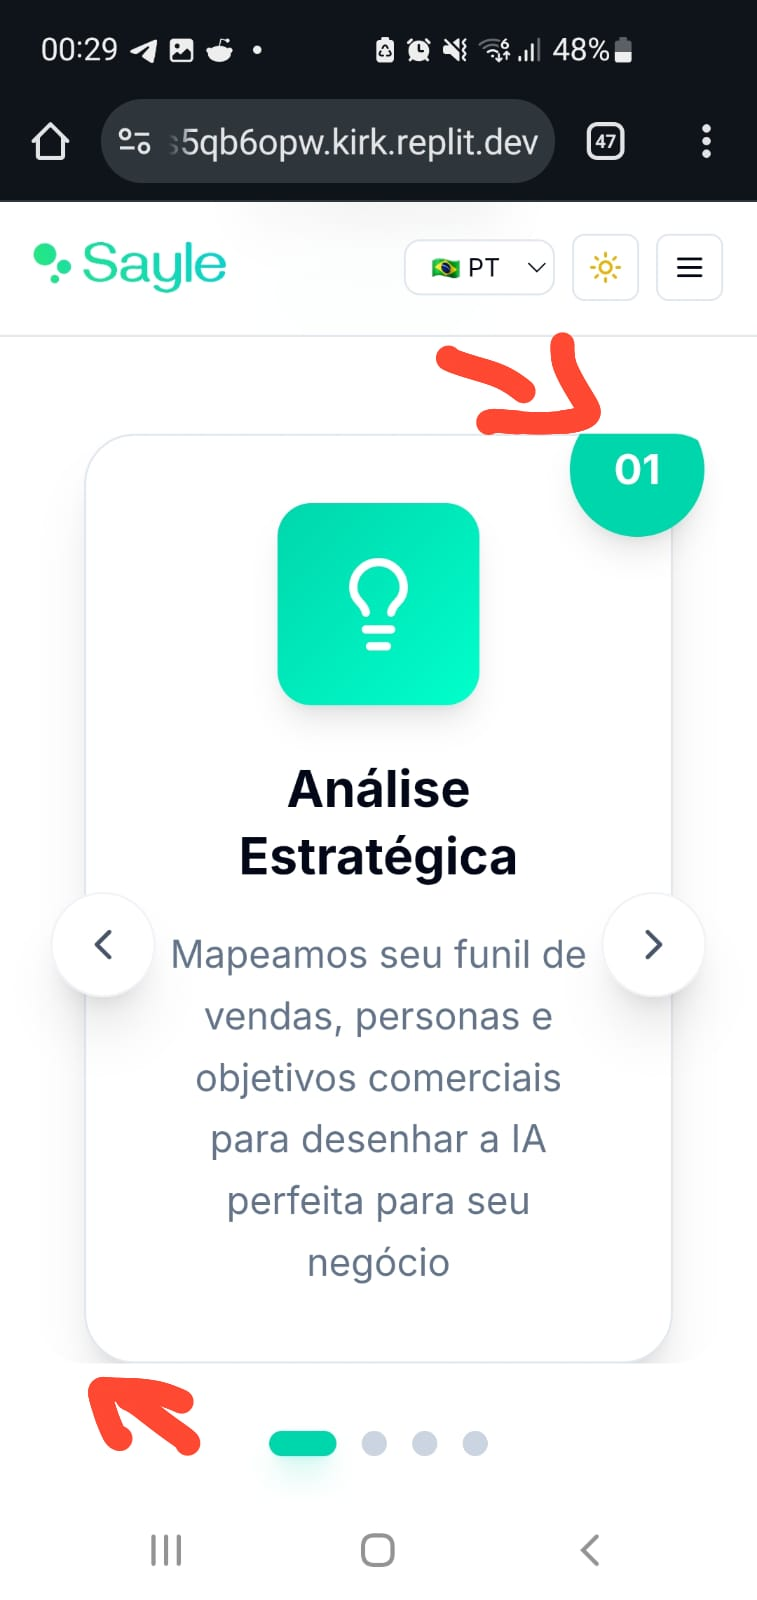 00:29
48%
s5qb6opw.kirk.replit.dev
47
Sayle
PT
01
Análise
Estratégica
Mapeamos seu funil de
vendas, personas e
objetivos comerciais
para desenhar a IA
perfeita para seu
negócio